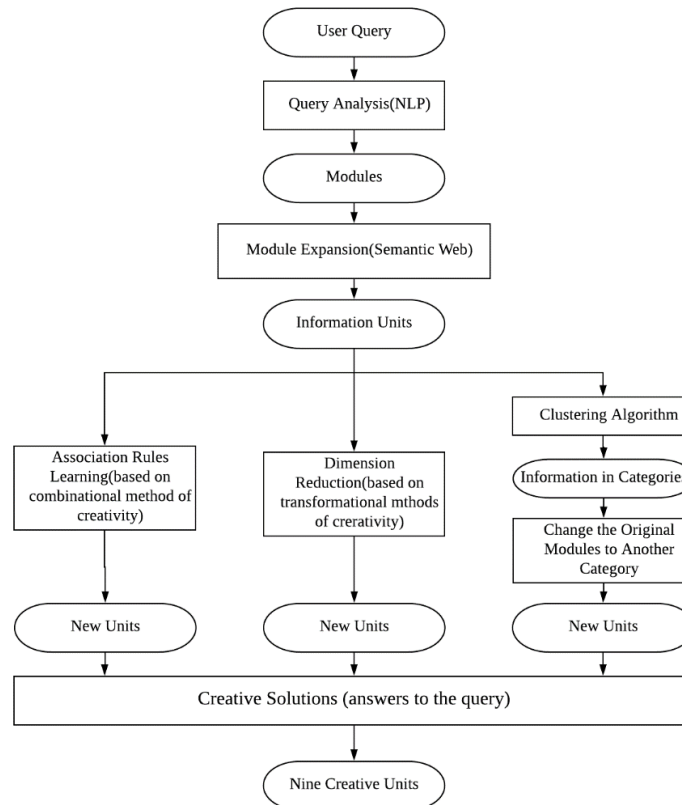 User Query
Query Analysis(NLP)
Modules
Module Expansion(Semantic Web)
Information Units
Association Rules
Learning(based on
combinational method of
creativity)
Dimension
Reduction(based on
transformational mthods
of crerativity)
Clustering Algorithm
Information in Categorie
Change the Original
Modules to Another
Category
New Units
New Units
New Units
Creative Solutions (answers to the query)
Nine Creative Units